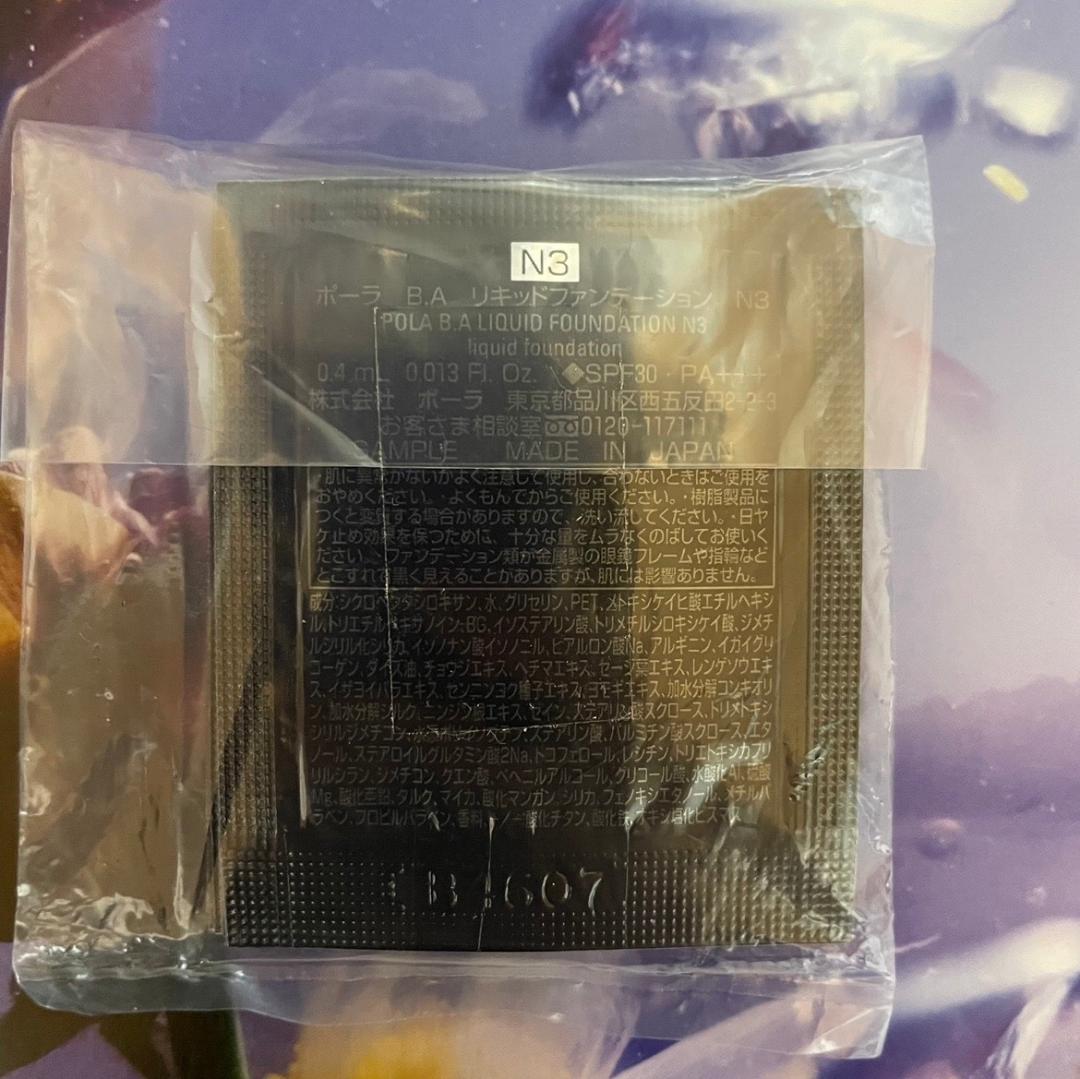 N3
ポーラ B.A リキッドファンデーション N3
POLA B.A LIQUID FOUNDATION N3
liquid foundation
0.4 mL 0.013 Fl. Oz. ◆SPF30・PA+++
株式会社 ポーラ 東京都品川区西五反田2-2-3
お客さま相談室 0120-117111
SAMPLE MADE IN JAPAN
・肌に異常がないかよく注意して使用し、合わないときはご使用を
おやめください。・よくもんでからご使用ください。・樹脂製品に
つくと変質する場合がありますので、洗い流してください。・日ヤ
ケ止め効果を保つために、十分な量をムラなくのばしてお使いく
ださい。・ファンデーション類が金属製の眼鏡フレームや指輪など
とこすれると黒く見えることがありますが、肌には影響ありません。
成分:シクロペンタシロキサン、水、グリセリン、PET、メトキシケイヒ酸エチルヘキシ
ル、トリエチルヘキサノイン、BG、イソステアリン酸、トリメチルシロキシケイ酸、ジメチ
ルシリル化シリカ、イソノナン酸イソノニル、ヒアルロン酸Na、アルギニン、イガイグリ
コーゲン、ダイズ油、チョウジエキス、ヘチマエキス、セージ葉エキス、レンゲソウエキ
ス、イザヨイバラエキス、センニンヨク種子エキス、ヨモギエキス、加水分解コンキオリ
ン、加水分解シルク、ニンジン酸エキス、セイン、ステアリン酸スクロース、トリメトキシ
シリルジメチコン、ステアリン酸、パルミチン酸スクロース、エタ
ノール、ステアロイルグルタミン酸2Na、トコフェロール、レシチン、トリエトキシカプリ
リルシラン、ジメチコン、クエン酸、ベヘニルアルコール、グリコール酸、水酸化Al、硫酸
Mg、酸化亜鉛、タルク、マイカ、酸化マンガン、シリカ、フェノキシエタノール、メチルパ
ラベン、プロピルパラベン、香料、酸化チタン、酸化鉄、オキシ塩化ビスマス
4607